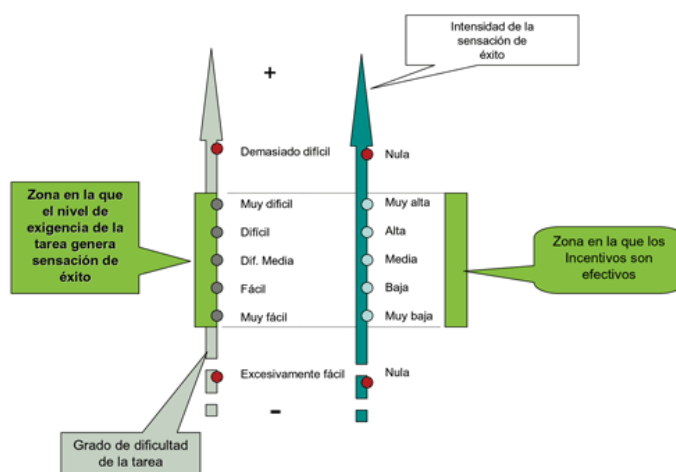 Intensidad de la
sensación de
éxito
+
Demasiado difícil
Nula
Zona en la que
el nivel de
exigencia de la
tarea genera
sensación de
éxito
Muy dificil
Muy alta
Difícil
Alta
Dif. Media
Media
Fácil
Baja
Muy fácil
Muy baja
Zona en la que los
Incentivos son
efectivos
Excesivamente fácil
Nula
-
Grado de dificultad
de la tarea